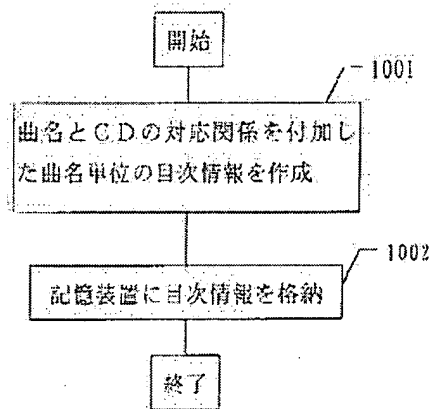 開始
1001
曲名とCDの対応関係を付加し
た曲名単位の目次情報を作成
1002
記憶装置に目次情報を格納
終了